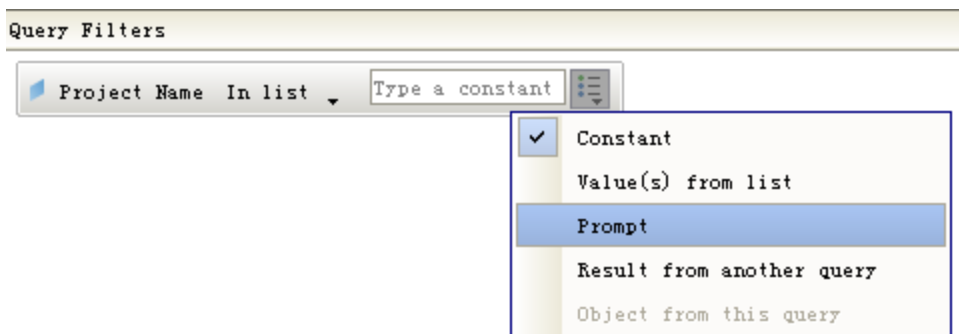 Query Filters
Project Name In list Type a constant
Constant
Value(s) from list
Prompt
Result from another query
Object from this query